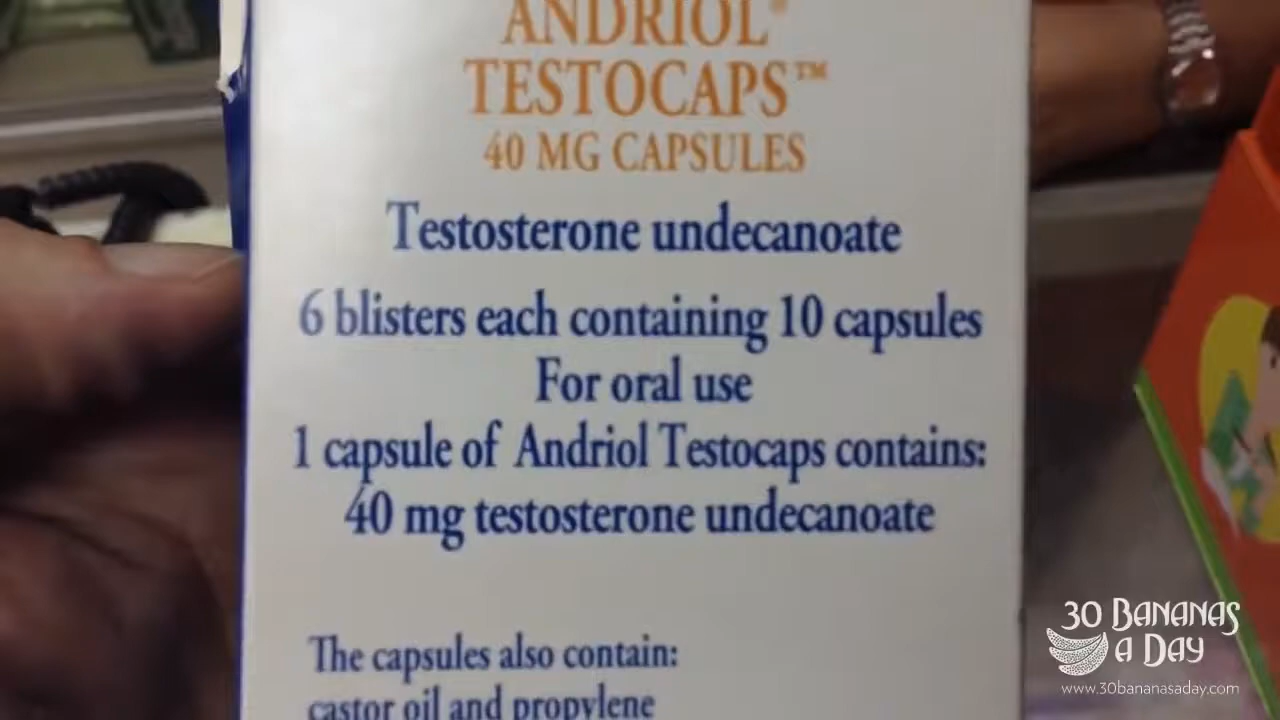 ANDRIOL®
TESTOCAPS™
40 MG CAPSULES
Testosterone undecanoate
6 blisters each containing 10 capsules
For oral use
1 capsule of Andriol Testocaps contains:
40 mg testosterone undecanoate
The capsules also contain:
castor oil and propylene
30 BANANAS
A DAY
www.30bananasaday.com